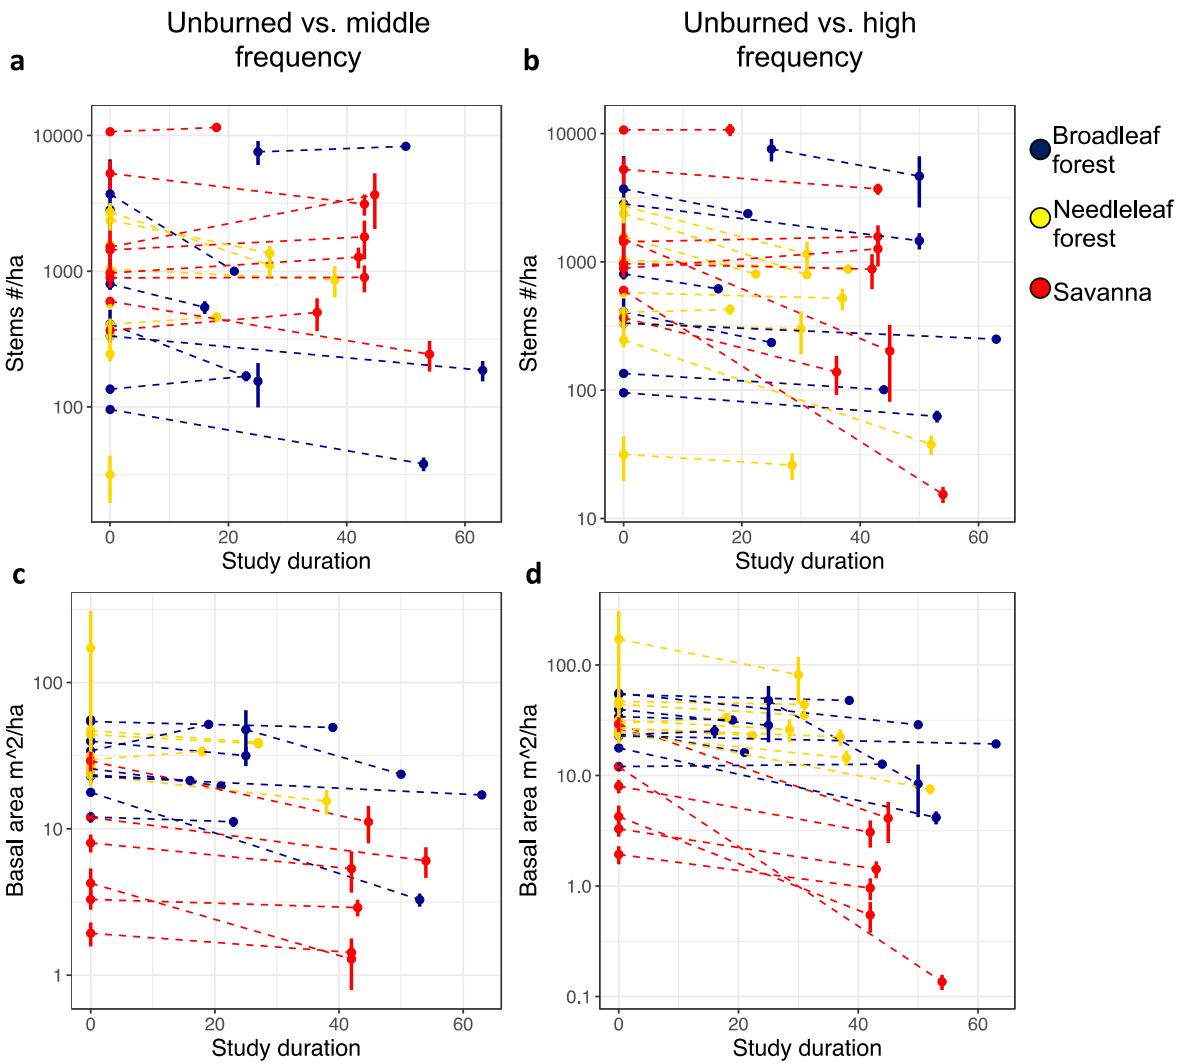 Unburned vs. middle
frequency
Unburned vs. high
frequency
a
b
10000
1000
100
Stems #/ha
0
20
40
60
Study duration
10000
1000
100
10
Stems #/ha
0
20
40
60
Study duration
Broadleaf
forest
Needleleaf
forest
Savanna
c
d
100
10
1
Basal area m^2/ha
0
20
40
60
Study duration
100.0
10.0
1.0
0.1
Basal area m^2/ha
0
20
40
60
Study duration